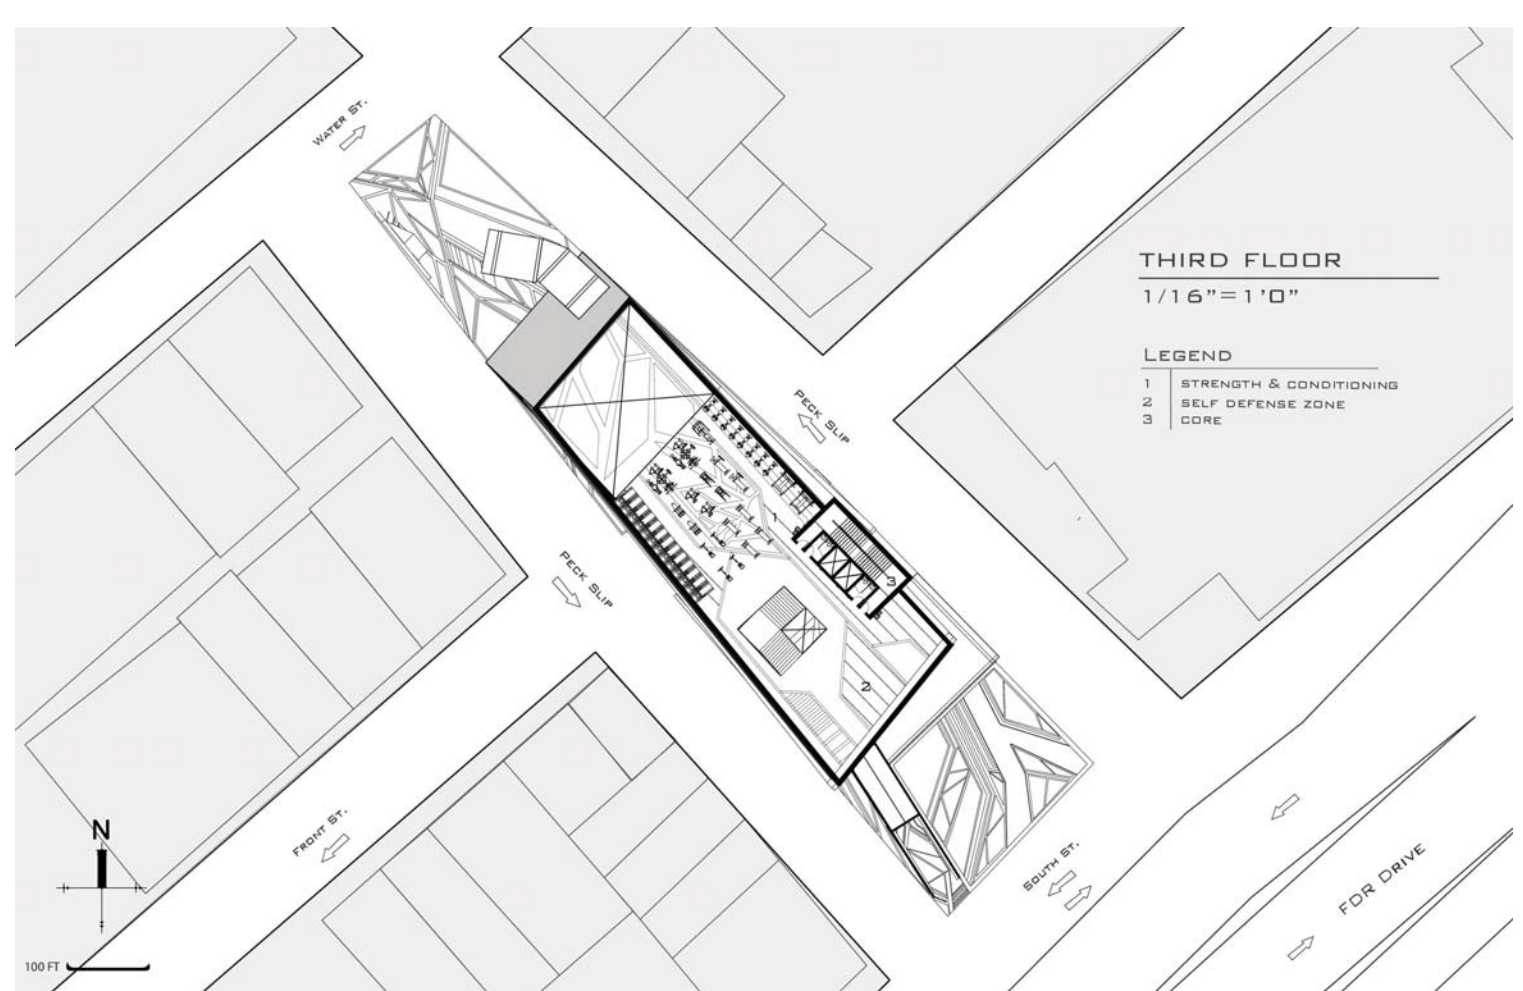 WATER ST.
THIRD FLOOR
1/16"=1'0"
LEGEND
1 STRENGTH & CONDITIONING
2 SELF DEFENSE ZONE
3 CORE
PECK SLIP
1
3
PECK SLIP
2
N
FRONT ST.
SOUTH ST.
FDR DRIVE
100 FT